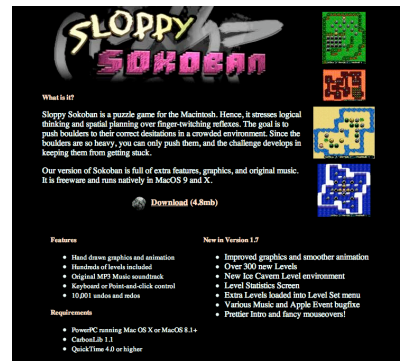 SLOPPY
SOKOBAN
What is it?
Sloppy Sokoban is a puzzle game for the Macintosh. Hence, it stresses logical
thinking and spatial planning over finger-twitching reflexes. The goal is to
push boulders to their correct desitations in a crowded environment. Since the
boulders are so heavy, you can only push them, and the challenge develops in
keeping them from getting stuck.
Our version of Sokoban is full of extra features, graphics, and original music.
It is freeware and runs natively in MacOS 9 and X.
Download (4.8mb)
Features
Hand drawn graphics and animation
Hundreds of levels included
Original MP3 Music soundtrack
Keyboard or Point-and-click control
10,001 undos and redos
Requirements
PowerPC running Mac OS X or MacOS 8.1+
CarbonLib 1.1
QuickTime 4.0 or higher
New in Version 1.7
Improved graphics and smoother animation
Over 300 new Levels
New Ice Cavern Level environment
Level Statistics Screen
Extra Levels loaded into Level Set menu
Various Music and Apple Event bugfixe
Prettier Intro and fancy mouseovers!